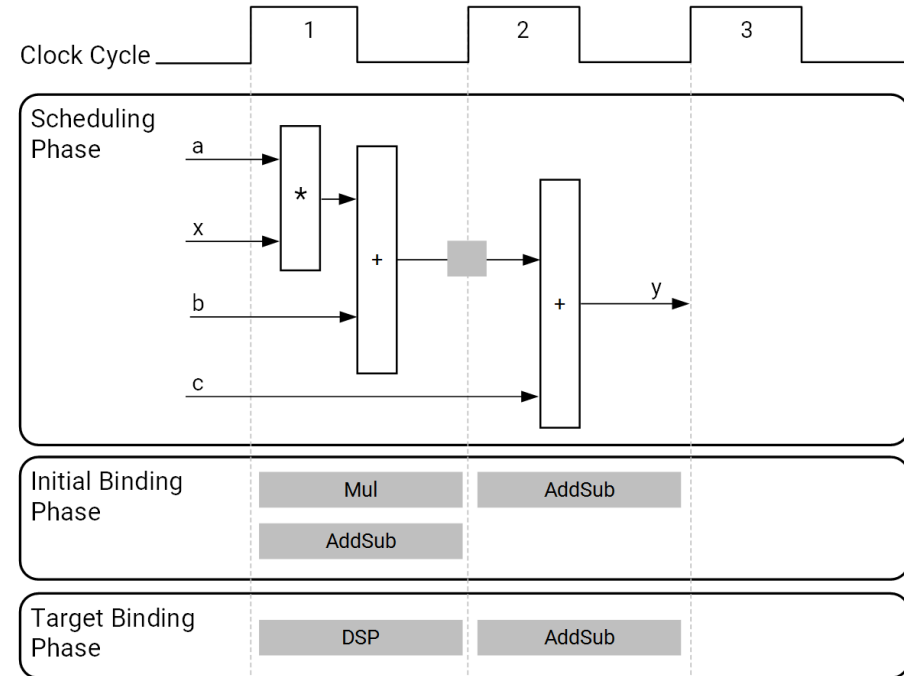 1
2
3
Clock Cycle
Scheduling
Phase
a
*
x
+
b
+
y
c
Initial Binding
Phase
Mul
AddSub
AddSub
Target Binding
Phase
DSP
AddSub